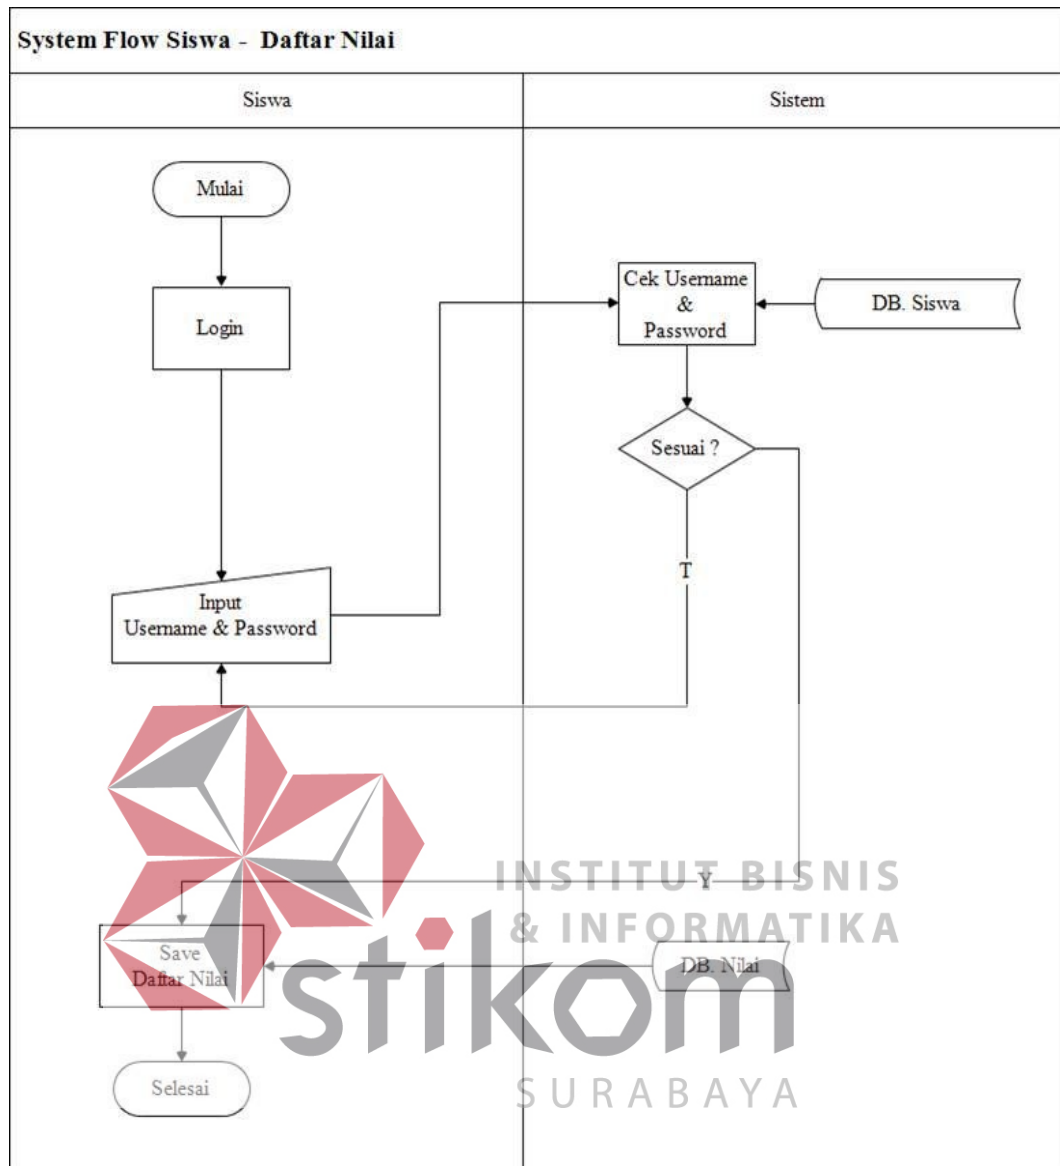 System Flow Siswa - Daftar Nilai
Siswa
Sistem
Mulai
Login
Cek Username
&
Password
DB. Siswa
Sesuai ?
T
Input
Username & Password
Y
INSTITUT BISNIS
& INFORMATIKA
stikom
SURABAYA
Save
Daftar Nilai
DB. Nilai
Selesai